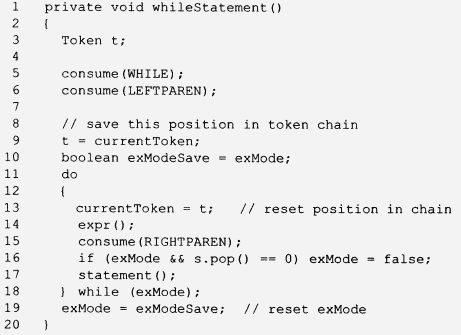 1 private void whileStatement()
2 {
3 Token t;
4
5 consume(WHILE);
6 consume(LEFTPAREN);
7
8 // save this position in token chain
9 t = currentToken;
10 boolean exModeSave = exMode;
11 do
12 {
13 currentToken = t; // reset position in chain
14 expr();
15 consume(RIGHTPAREN);
16 if (exMode && s.pop() == 0) exMode = false;
17 statement();
18 } while (exMode);
19 exMode = exModeSave; // reset exMode
20 }